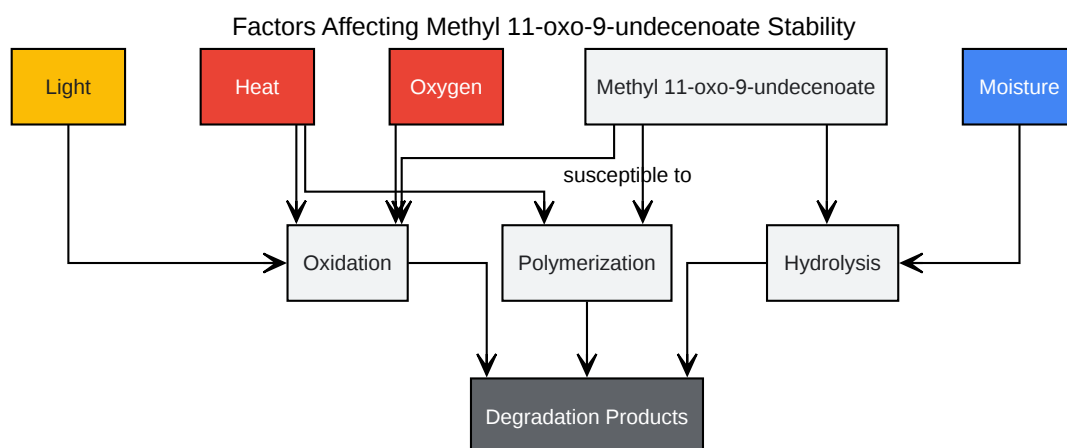 Factors Affecting Methyl 11-oxo-9-undecenoate Stability
Light
Heat
Oxygen
Methyl 11-oxo-9-undecenoate
Moisture
susceptible to
Oxidation
Polymerization
Hydrolysis
Degradation Products